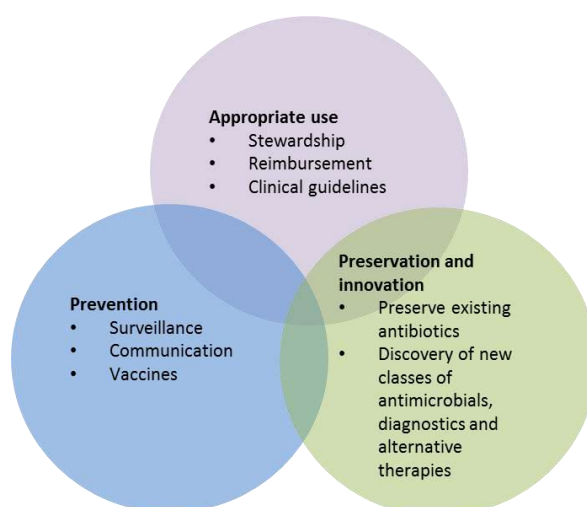 Appropriate use
• Stewardship
• Reimbursement
• Clinical guidelines
Prevention
• Surveillance
• Communication
• Vaccines
Preservation and
innovation
• Preserve existing
antibiotics
• Discovery of new
classes of
antimicrobials,
diagnostics and
alternative
therapies